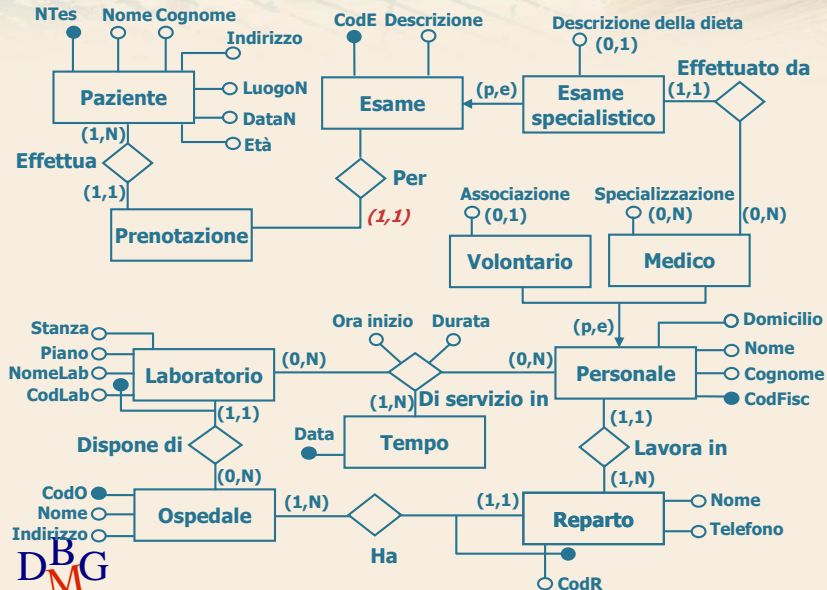 NTes
Nome Cognome
CodE Descrizione
Descrizione della dieta
(0,1)
Indirizzo
Effettuato da
Paziente
LuogoN
DataN
Età
Esame
(p,e)
Esame
specialistico
(1,1)
(1,N)
Effettua
(1,1)
Per
(1,1)
Prenotazione
Associazione
(0,1)
Specializzazione
(0,N)
(0,N)
Volontario
Medico
(p,e)
Stanza
Piano
NomeLab
CodLab
Laboratorio
(0,N)
Ora inizio
Durata
(0,N)
Personale
Domicilio
Nome
Cognome
CodFisc
(1,N)
Di servizio in
(1,1)
Dispone di
(0,N)
Data
Tempo
(1,1)
Lavora in
(1,N)
CodO
Nome
Indirizzo
Ospedale
(1,N)
Ha
(1,1)
Reparto
Nome
Telefono
CodR
DBMG